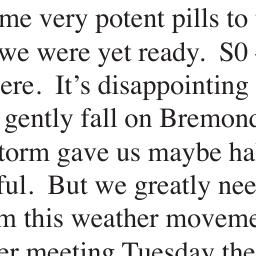 me very potent pills to
we were yet ready. S0
ere. It’s disappointing
gently fall on Bremond
torm gave us maybe ha
ful. But we greatly nee
m this weather moveme
er meeting Tuesday the